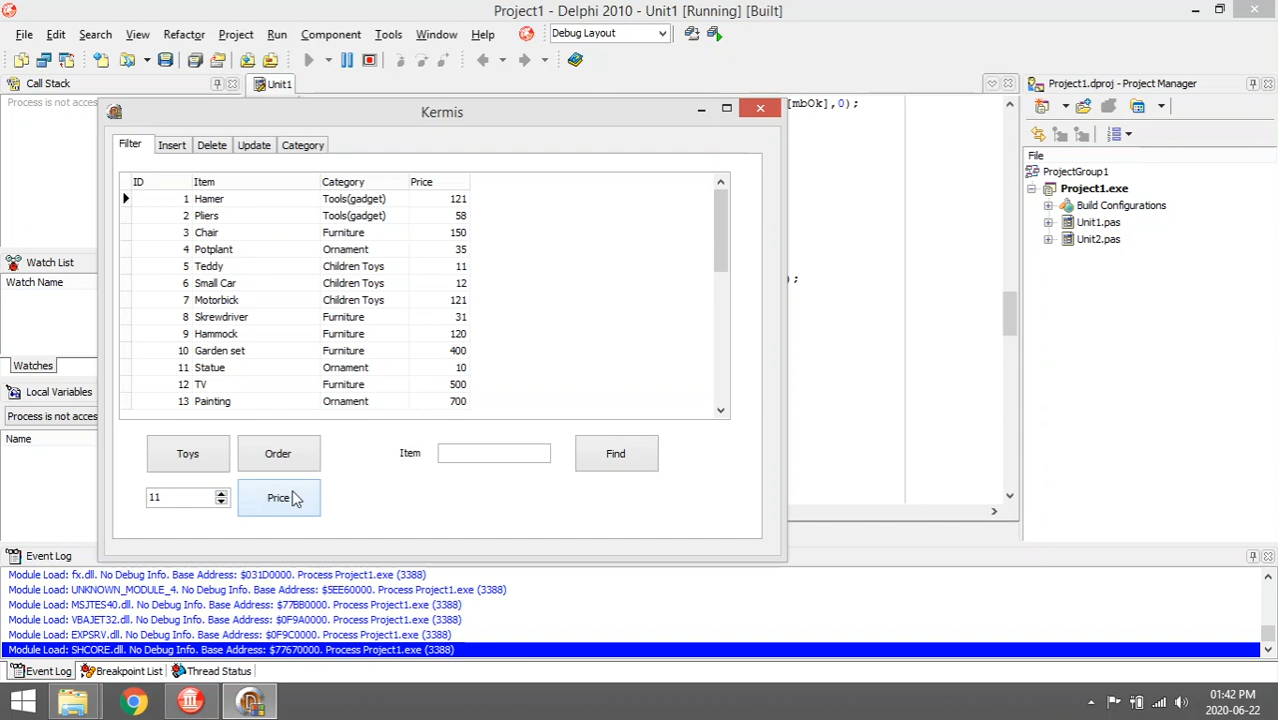 Project1 - Delphi 2010 - Unit1 [Running] [Built]
File Edit Search View Refactor Project Run Component Tools Window Help Debug Layout
Call Stack
Unit1
Project1.dproj - Project Manager
Process is not acces
[mbOk],0);
Kermis
Filter Insert Delete Update Category
File
ProjectGroup1
Project1.exe
Build Configurations
Unit1.pas
Unit2.pas
ID Item Category Price
1 Hamer Tools(gadget) 121
2 Pliers Tools(gadget) 58
3 Chair Furniture 150
4 Potplant Ornament 35
5 Teddy Children Toys 11
6 Small Car Children Toys 12
7 Motorbick Children Toys 121
8 Skrewdriver Furniture 31
9 Hammock Furniture 120
10 Garden set Furniture 400
11 Statue Ornament 10
12 TV Furniture 500
13 Painting Ornament 700
);
Watch List
Watch Name
Watches
Local Variables
Process is not acces
Name
Toys Order Item Find
11 Price
Event Log
Module Load: fx.dll. No Debug Info. Base Address: $031D0000. Process Project1.exe (3388)
Module Load: UNKNOWN_MODULE_4. No Debug Info. Base Address: $5EE60000. Process Project1.exe (3388)
Module Load: MSJTES40.dll. No Debug Info. Base Address: $77BB0000. Process Project1.exe (3388)
Module Load: VBAJET32.dll. No Debug Info. Base Address: $0F9A0000. Process Project1.exe (3388)
Module Load: EXPSRV.dll. No Debug Info. Base Address: $0F9C0000. Process Project1.exe (3388)
Module Load: SHCORE.dll. No Debug Info. Base Address: $77670000. Process Project1.exe (3388)
Event Log Breakpoint List Thread Status
01:42 PM
2020-06-22